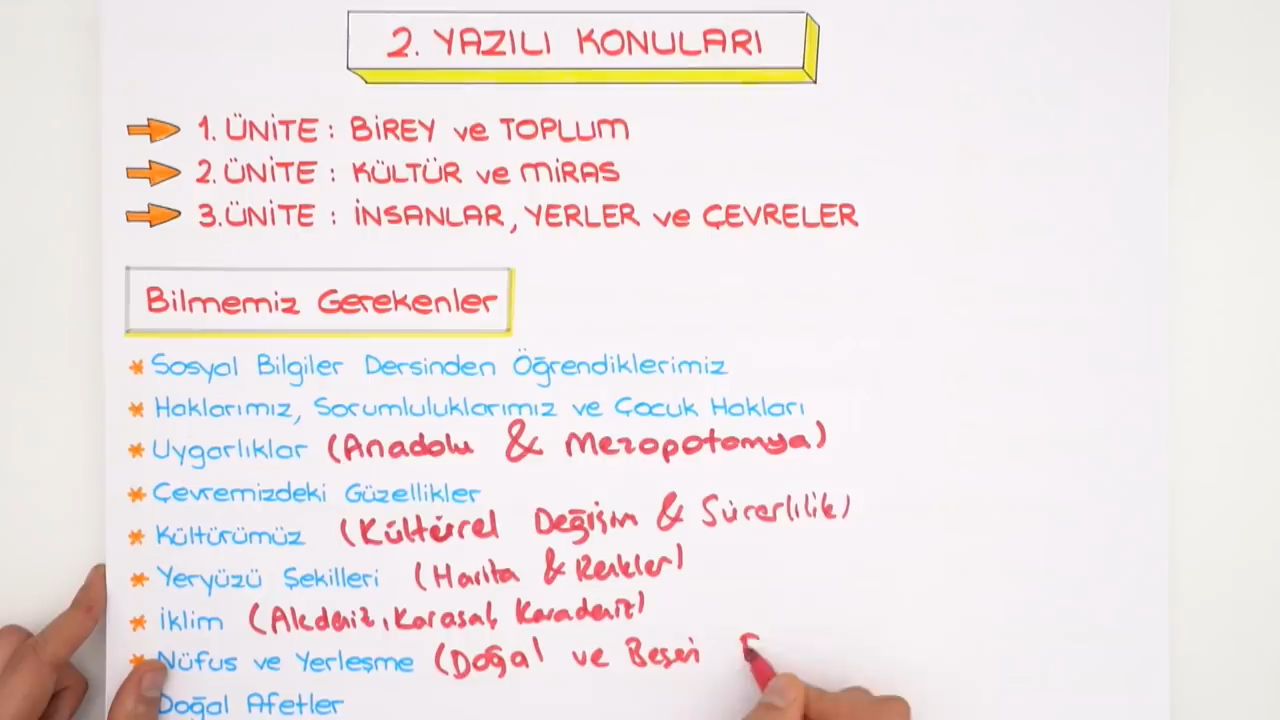 2. YAZILI KONULARI
1. ÜNİTE : BİREY ve TOPLUM
2. ÜNİTE : KÜLTÜR ve MİRAS
3.ÜNİTE : İNSANLAR, YERLER ve ÇEVRELER
Bilmemiz Gerekenler
* Sosyal Bilgiler Dersinden Öğrendiklerimiz
* Haklarımız, Sorumluluklarımız ve Çocuk Hakları
* Uygarlıklar (Anadolu & Mezopotamya)
* Çevremizdeki Güzellikler
* Kültürümüz (Kültürel Değişim & Sürerlilik)
* Yeryüzü Şekilleri (Harita & Renkler)
* İklim (Akdeniz, Karasal, Karadeniz)
* Nüfus ve Yerleşme (Doğal ve Beşeri
Doğal Afetler